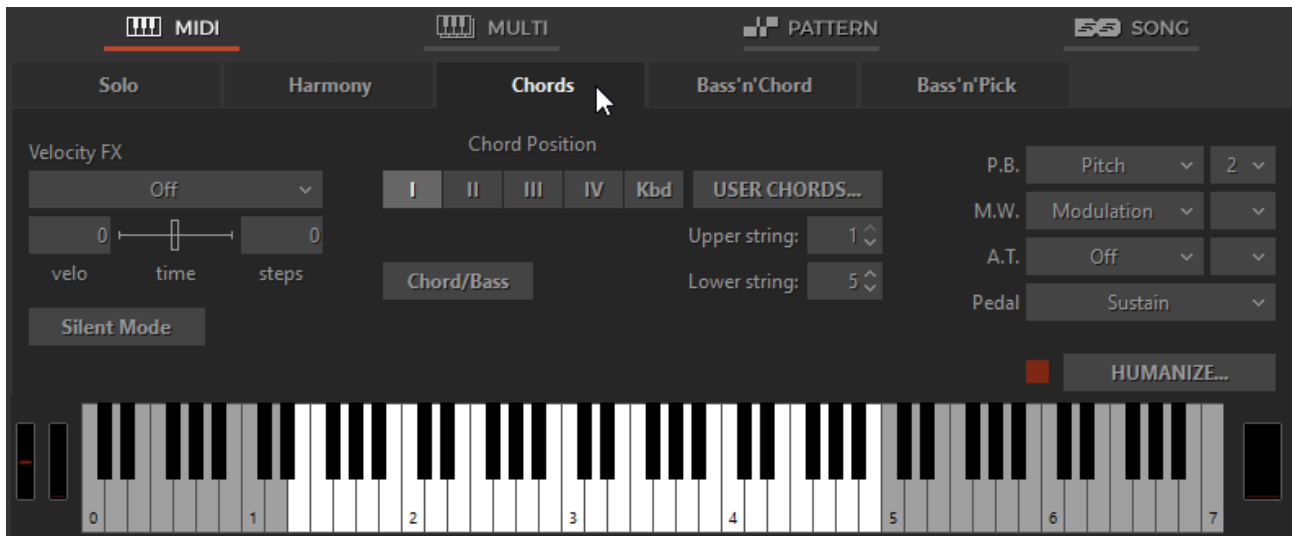 MIDI MULTI PATTERN SONG
Solo Harmony Chords Bass'n'Chord Bass'n'Pick
Velocity FX
Off
0 0
velo time steps
Silent Mode
Chord Position
I II III IV Kbd USER CHORDS...
Upper string: 1
Chord/Bass Lower string: 5
P.B. Pitch 2
M.W. Modulation
A.T. Off
Pedal Sustain
HUMANIZE...
0 1 2 3 4 5 6 7